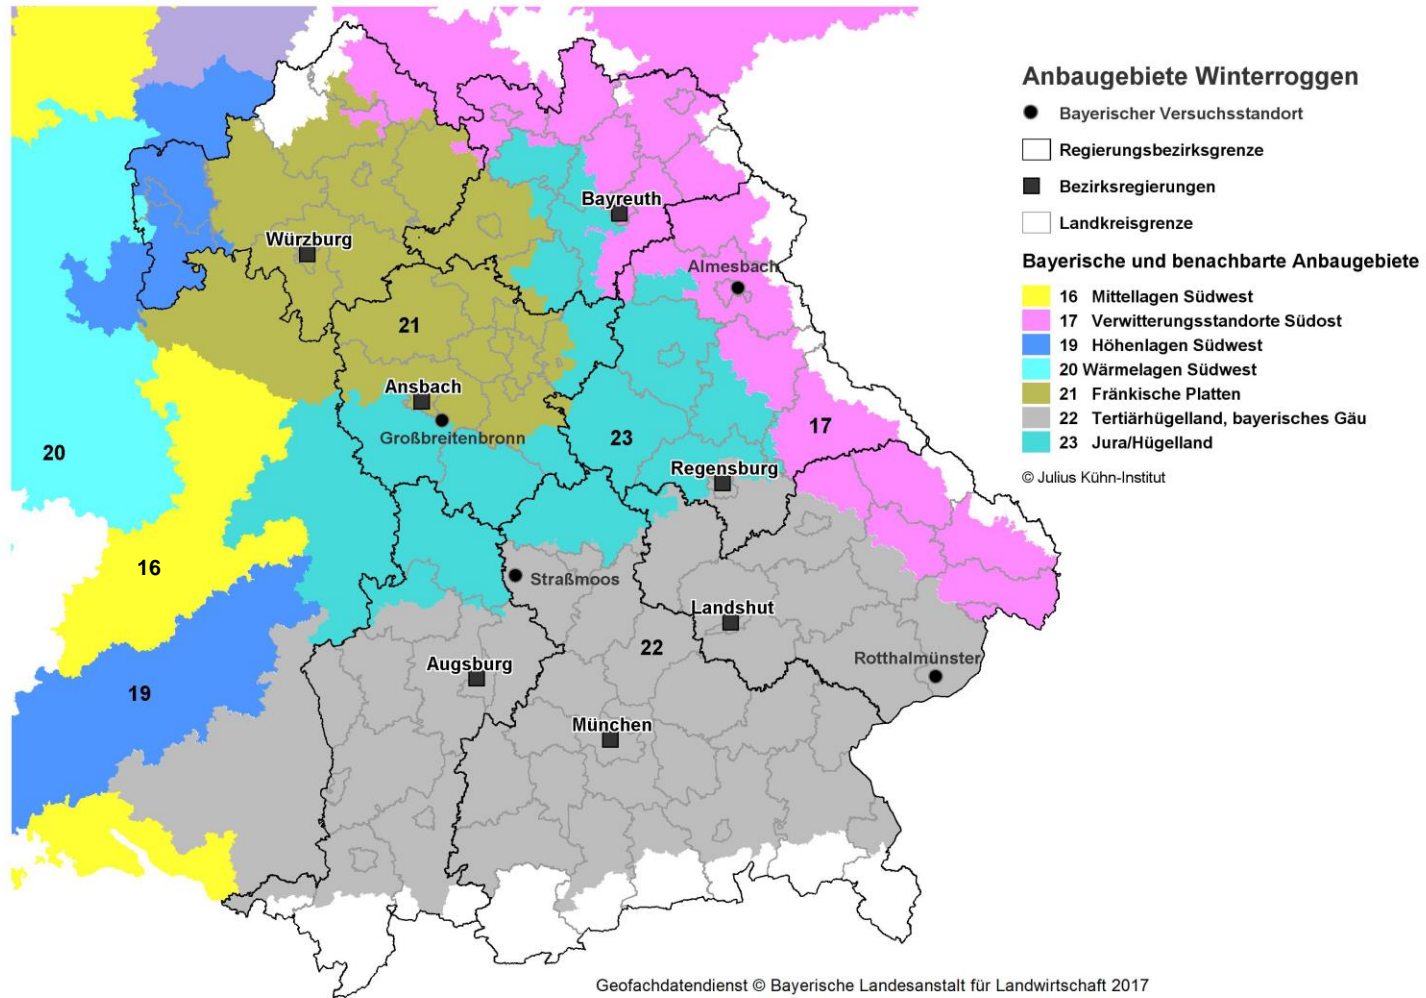 Anbaugebiete Winterroggen
Bayerischer Versuchsstandort
Regierungsbezirksgrenze
Bezirksregierungen
Landkreisgrenze
Bayerische und benachbarte Anbaugebiete
16 Mittellagen Südwest
17 Verwitterungsstandorte Südost
19 Höhenlagen Südwest
20 Wärmelagen Südwest
21 Fränkische Platten
22 Tertiärhügelland, bayerisches Gäu
23 Jura/Hügelland
© Julius Kühn-Institut
Bayreuth
Würzburg
Almesbach
21
Ansbach
Großbreitenbronn
23
17
20
Regensburg
16
Straßmoos
Landshut
22
Augsburg
Rotthalmünster
19
München
Geofachdatendienst © Bayerische Landesanstalt für Landwirtschaft 2017